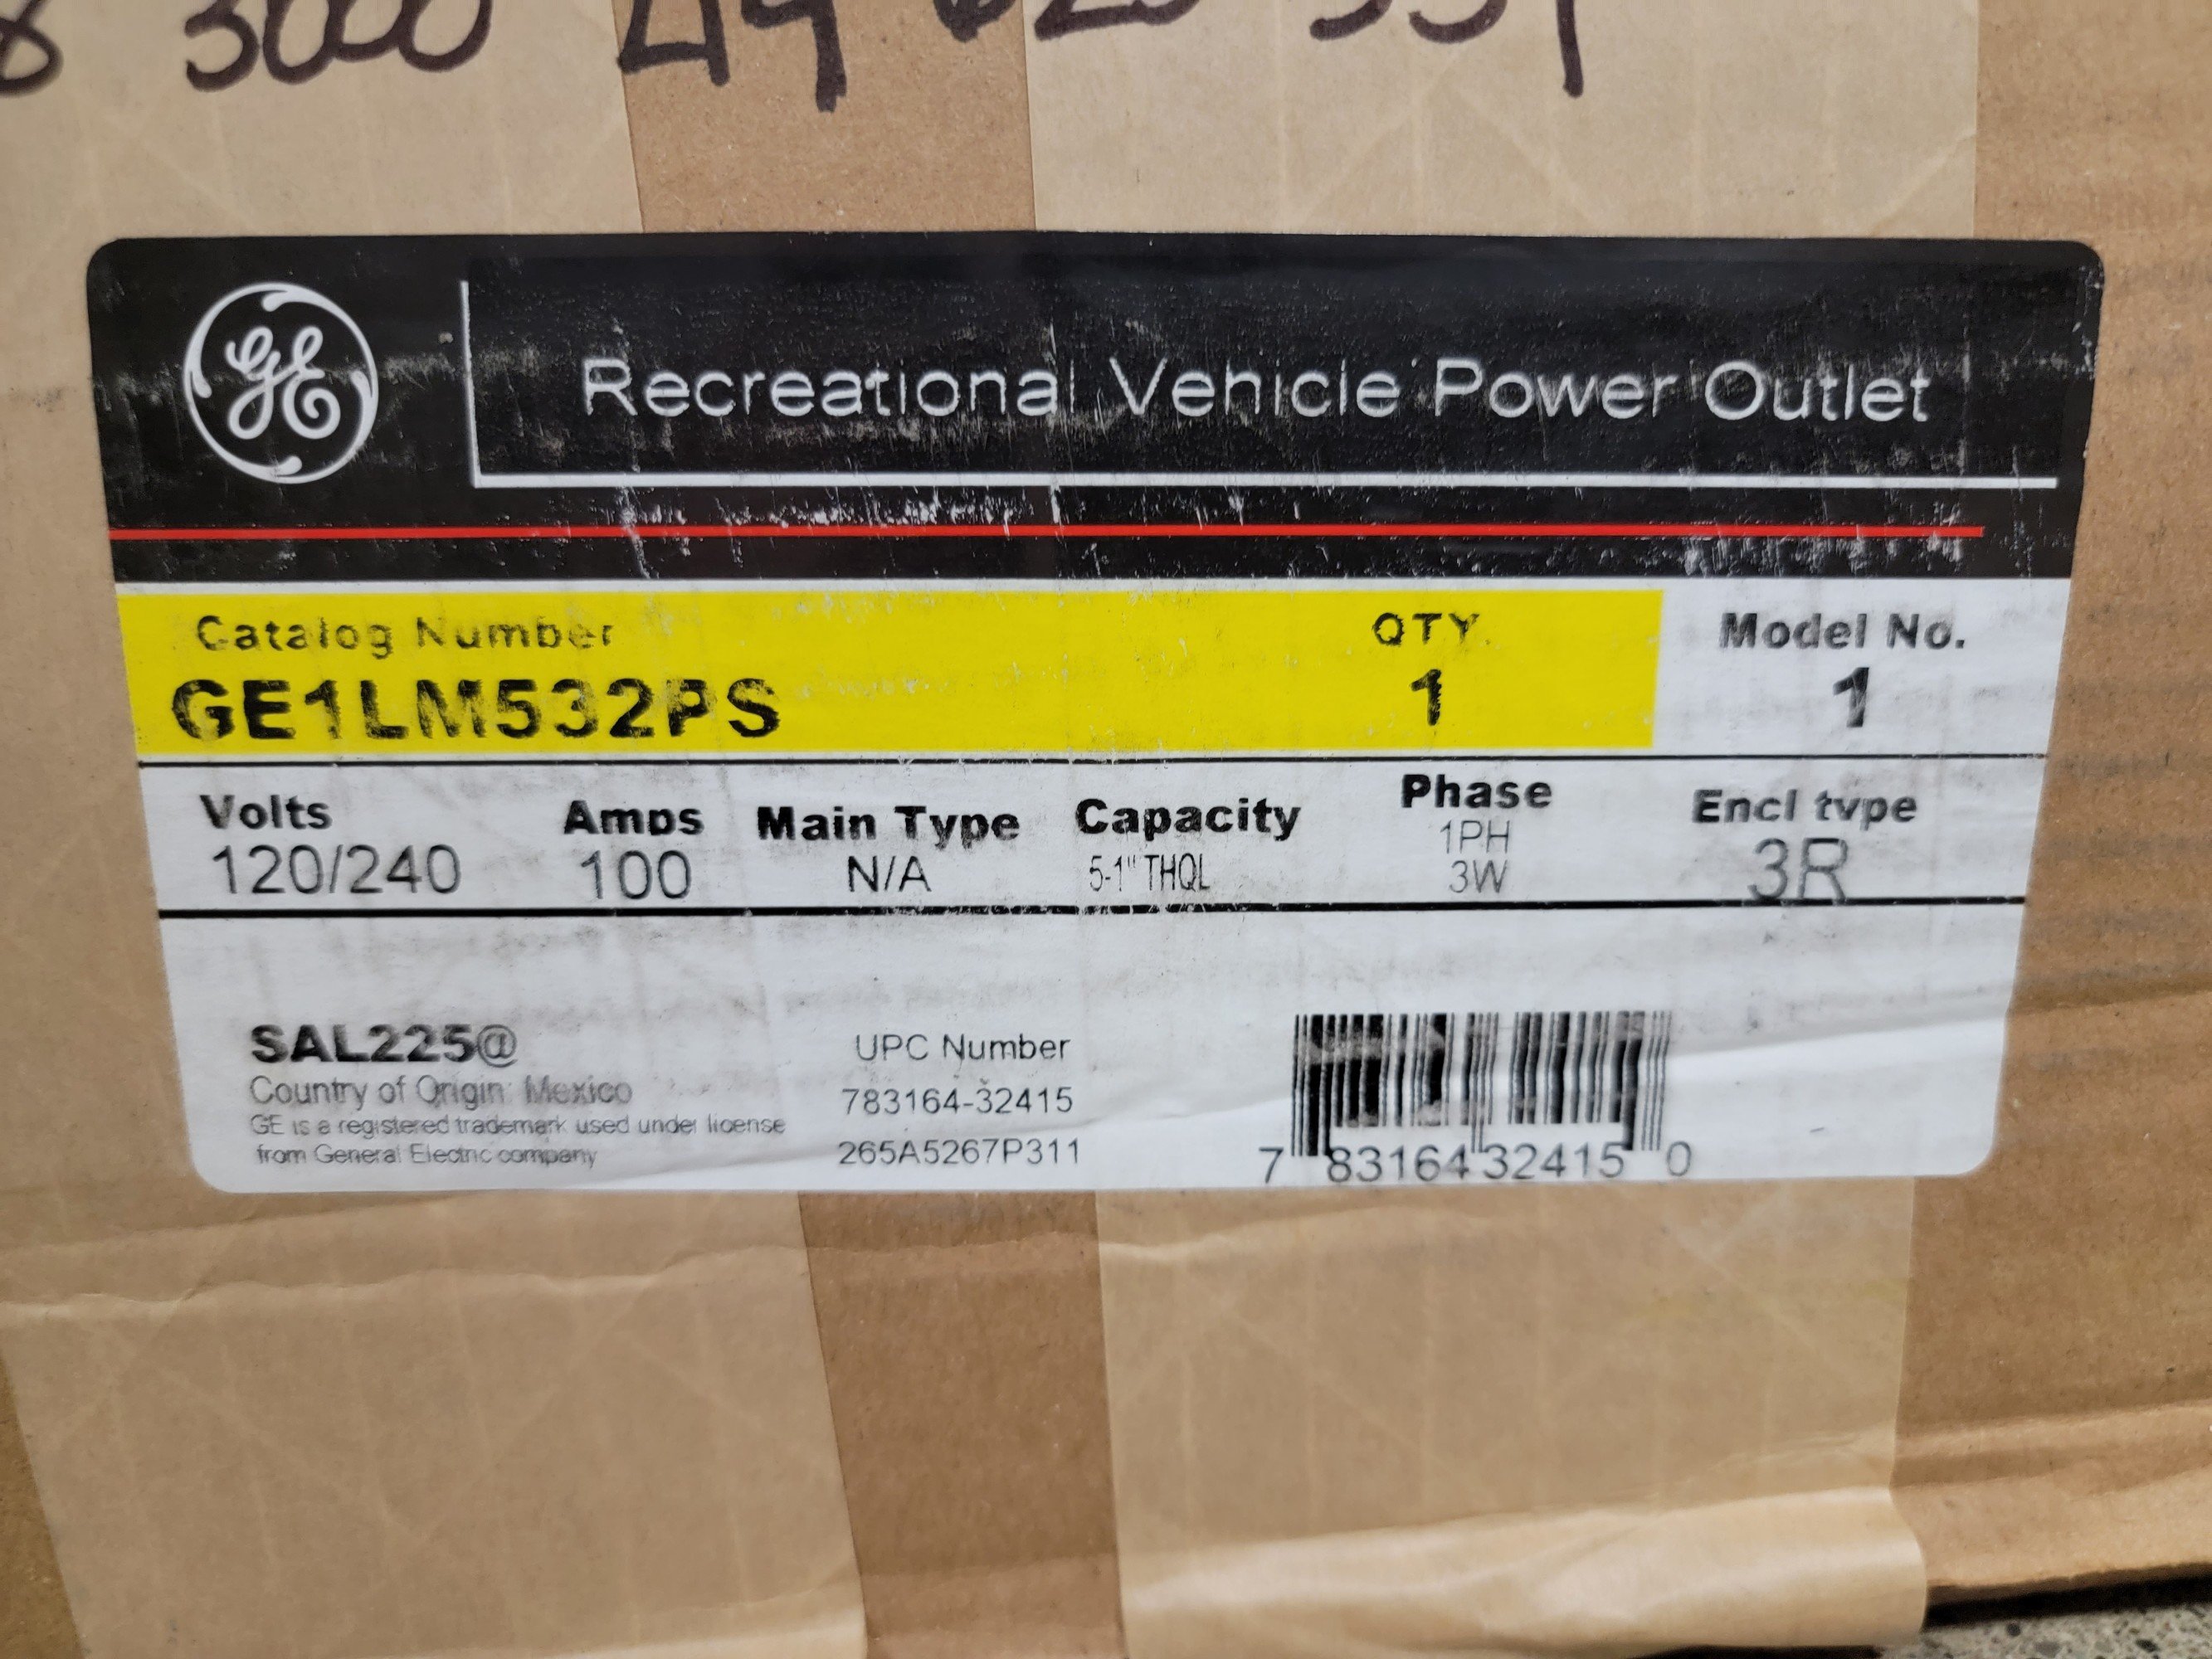 3000
GE
Recreational Vehicle Power Outlet
Catalog Number QTY. Model No.
GE1LM532PS 1 1
Volts Amps Main Type Capacity Phase Encl type
120/240 100 N/A 5-1" THQL 1PH 3W 3R
SAL225@
Country of Origin: Mexico
GE is a registered trademark used under license
from General Electric company
UPC Number
783164-32415
265A5267P311
7 83164 32415 0